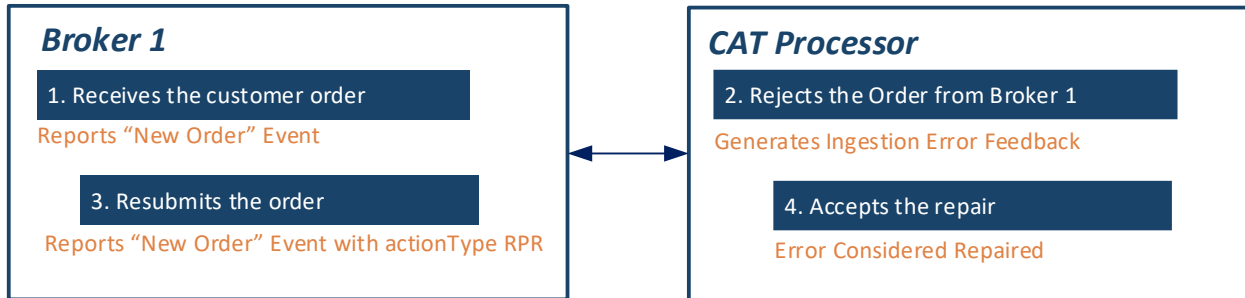 Broker 1
1. Receives the customer order
Reports “New Order” Event
3. Resubmits the order
Reports “New Order” Event with actionType RPR
CAT Processor
2. Rejects the Order from Broker 1
Generates Ingestion Error Feedback
4. Accepts the repair
Error Considered Repaired